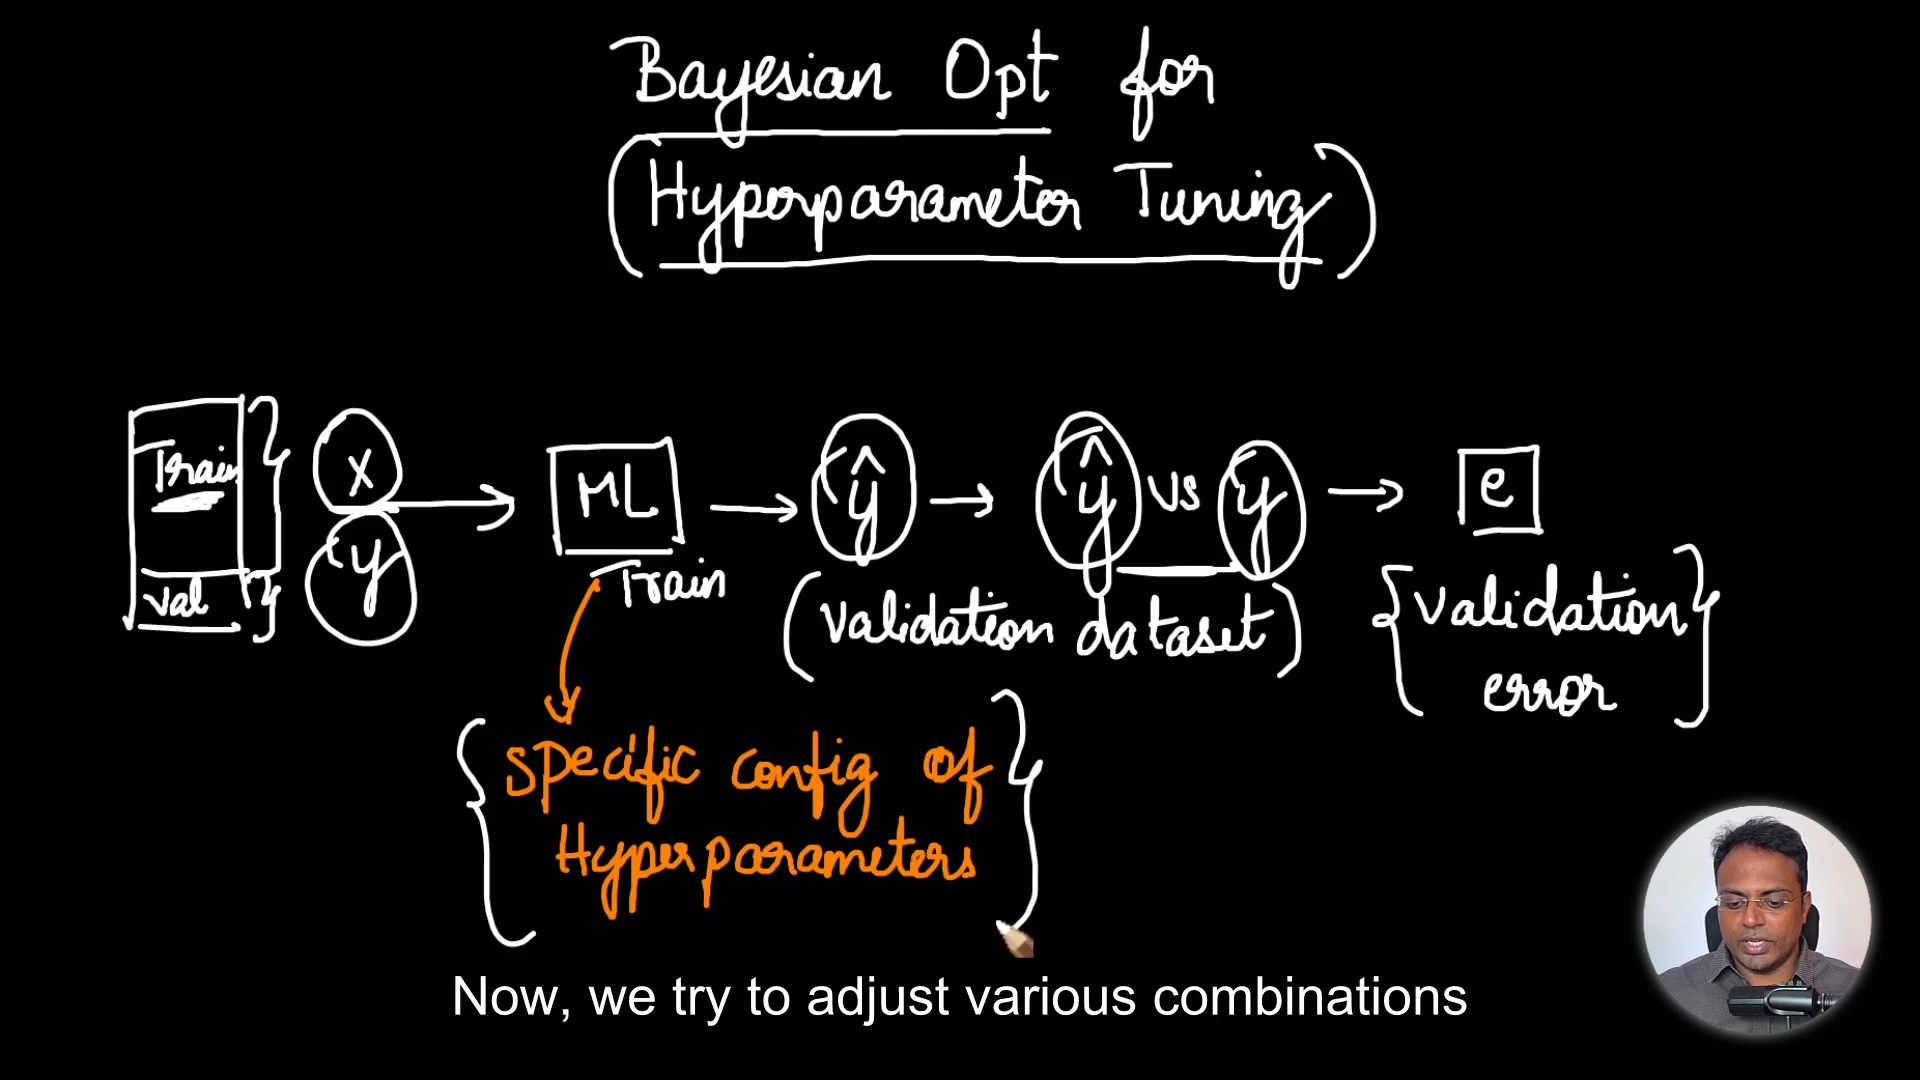 Bayesian Opt for
(Hyperparameter Tuning)
Train } x
val } y
→ ML → ŷ → ŷ vs y → e
Train
(validation dataset)
{validation
error}
{specific config of
Hyperparameters}
Now, we try to adjust various combinations